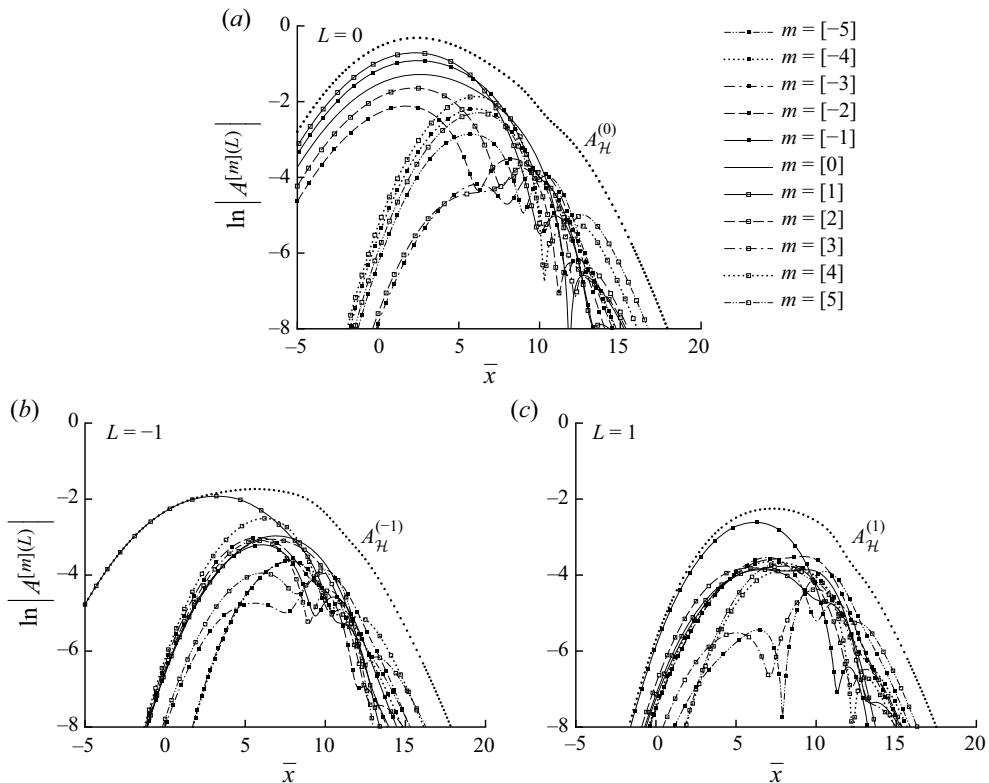 (a)
L = 0
0
−2
−4
−6
−8
ln |A^{[m](L)}|
A_ℋ^{(0)}
−5 0 5 10 15 20
x̅
m = [−5]
m = [−4]
m = [−3]
m = [−2]
m = [−1]
m = [0]
m = [1]
m = [2]
m = [3]
m = [4]
m = [5]
(b)
L = −1
0
−2
−4
−6
−8
ln |A^{[m](L)}|
A_ℋ^{(−1)}
−5 0 5 10 15 20
x̅
(c)
L = 1
0
−2
−4
−6
−8
A_ℋ^{(1)}
−5 0 5 10 15 20
x̅